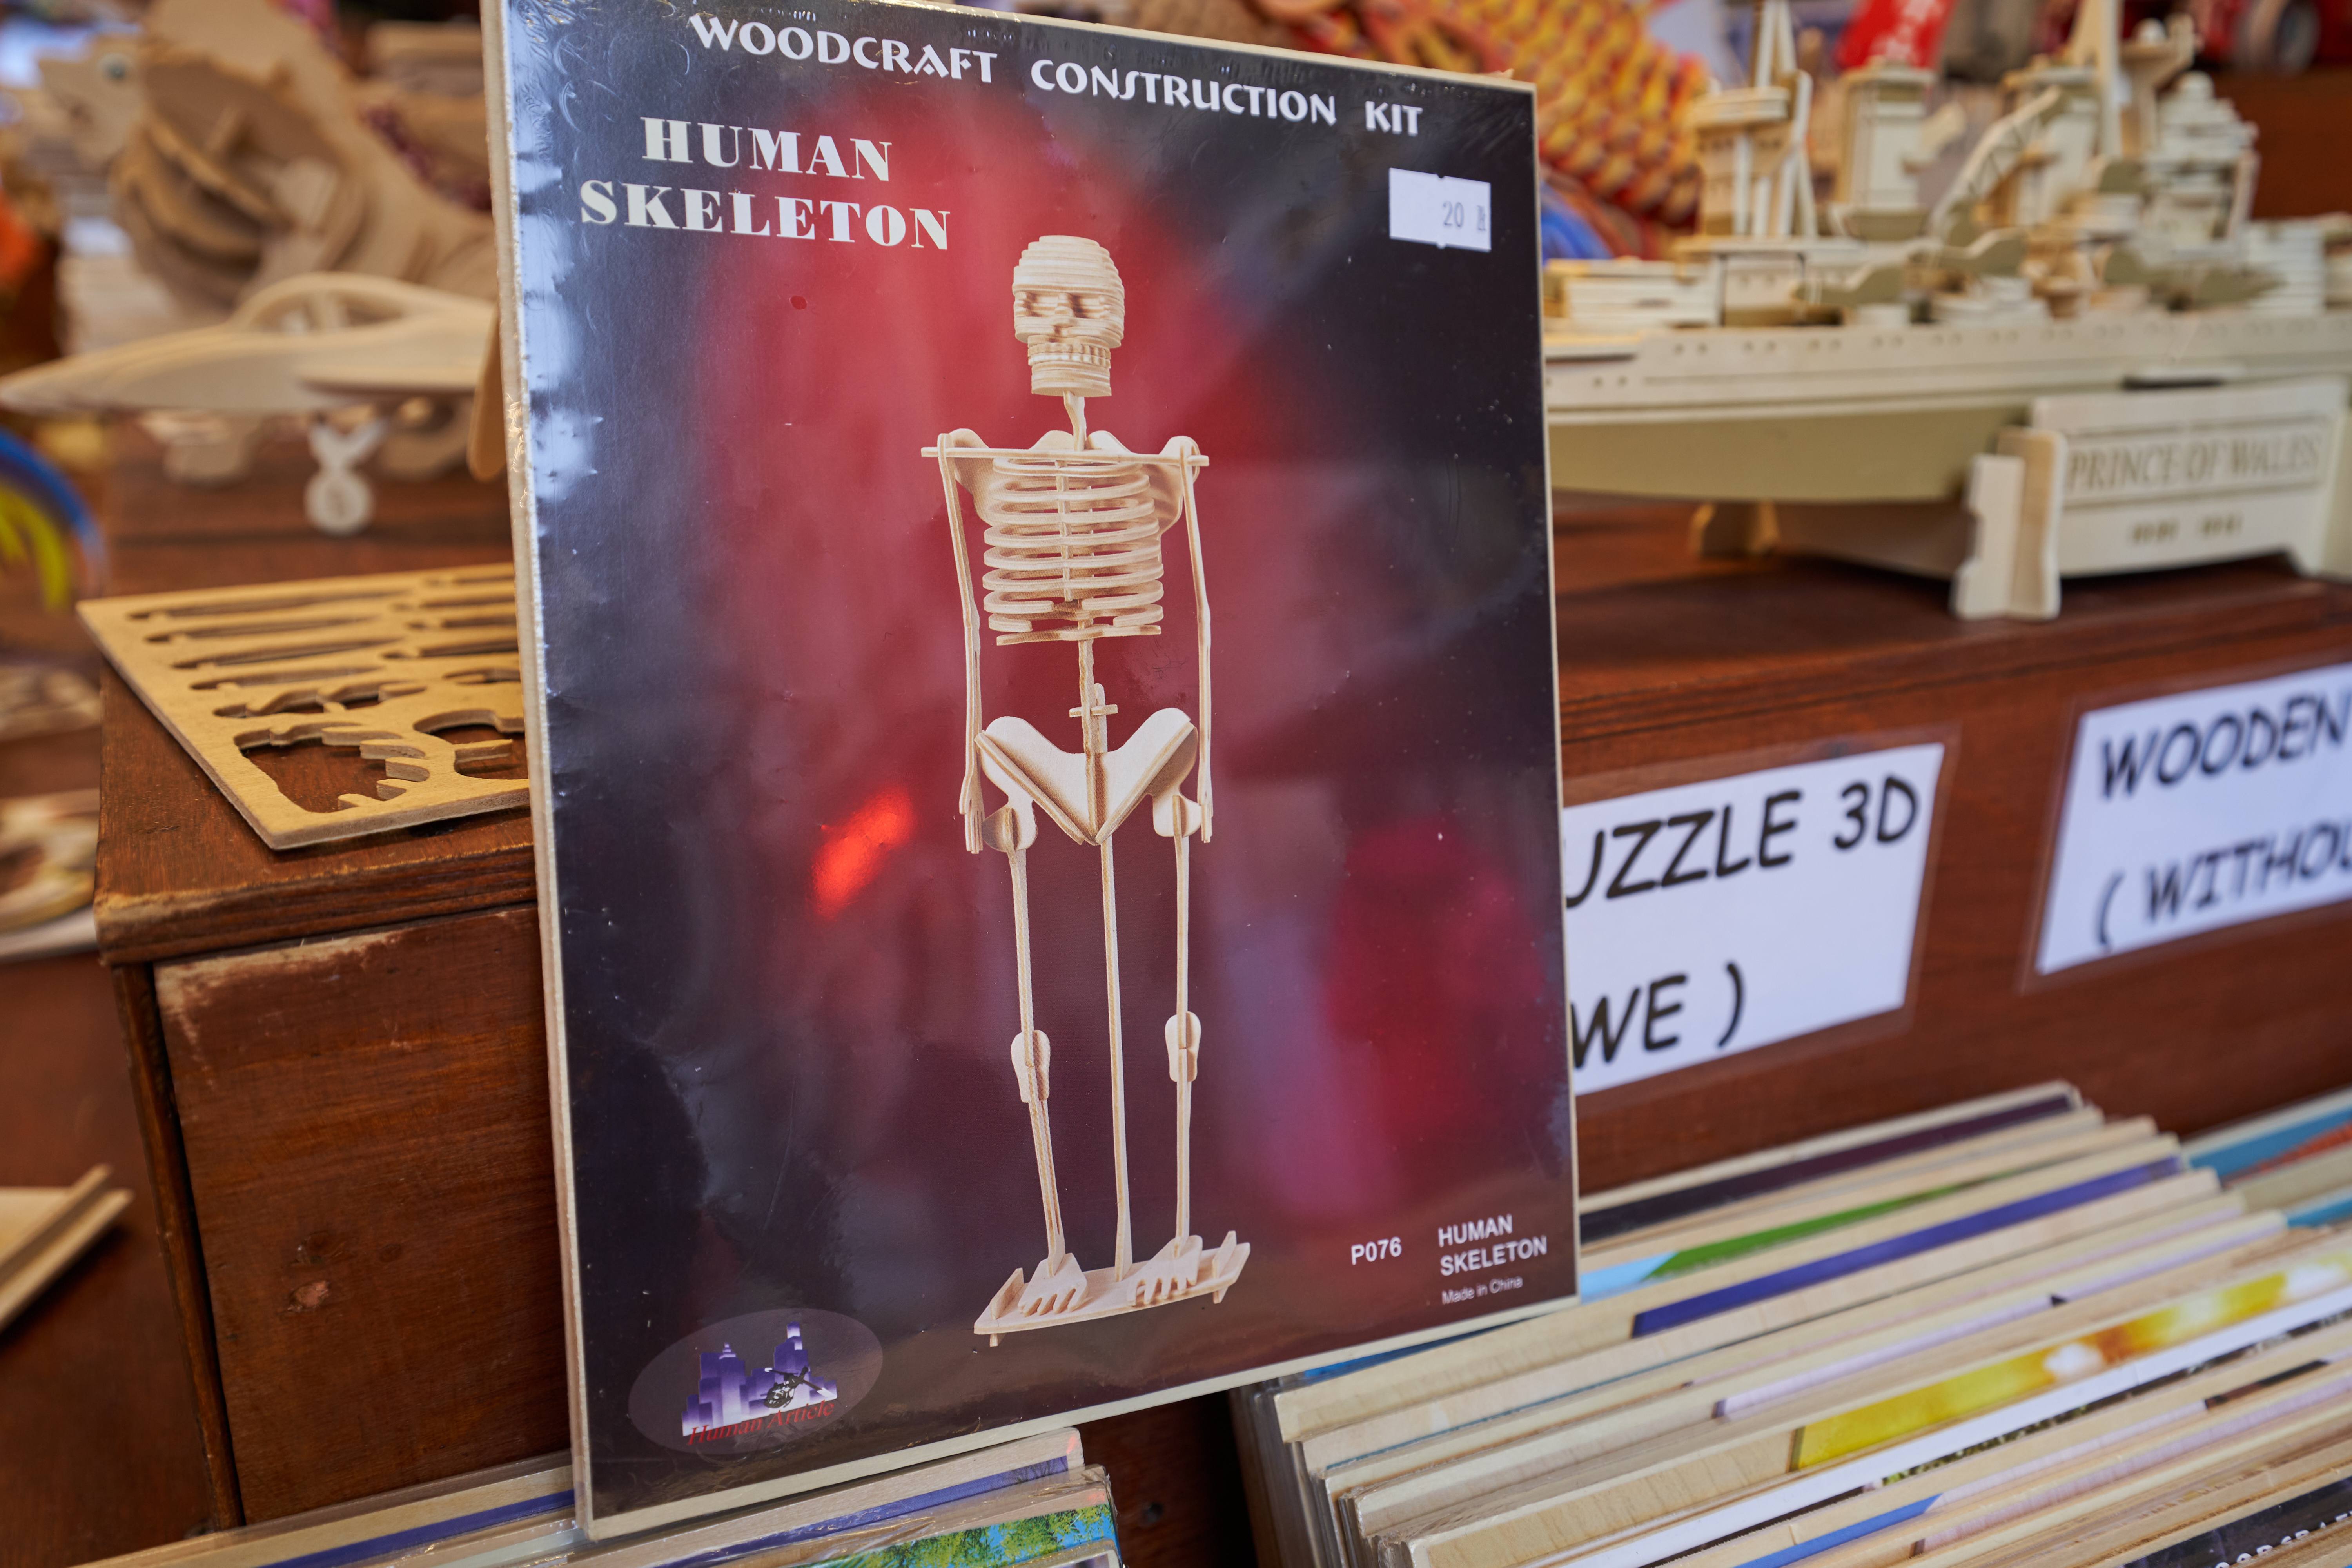 WOODCRAFT CONSTRUCTION KIT
HUMAN
SKELETON
20
P076
HUMAN
SKELETON
Made in China
Human Article
PRINCE OF WALES
UZZLE 3D
WE )
WOODEN
( WITHOU